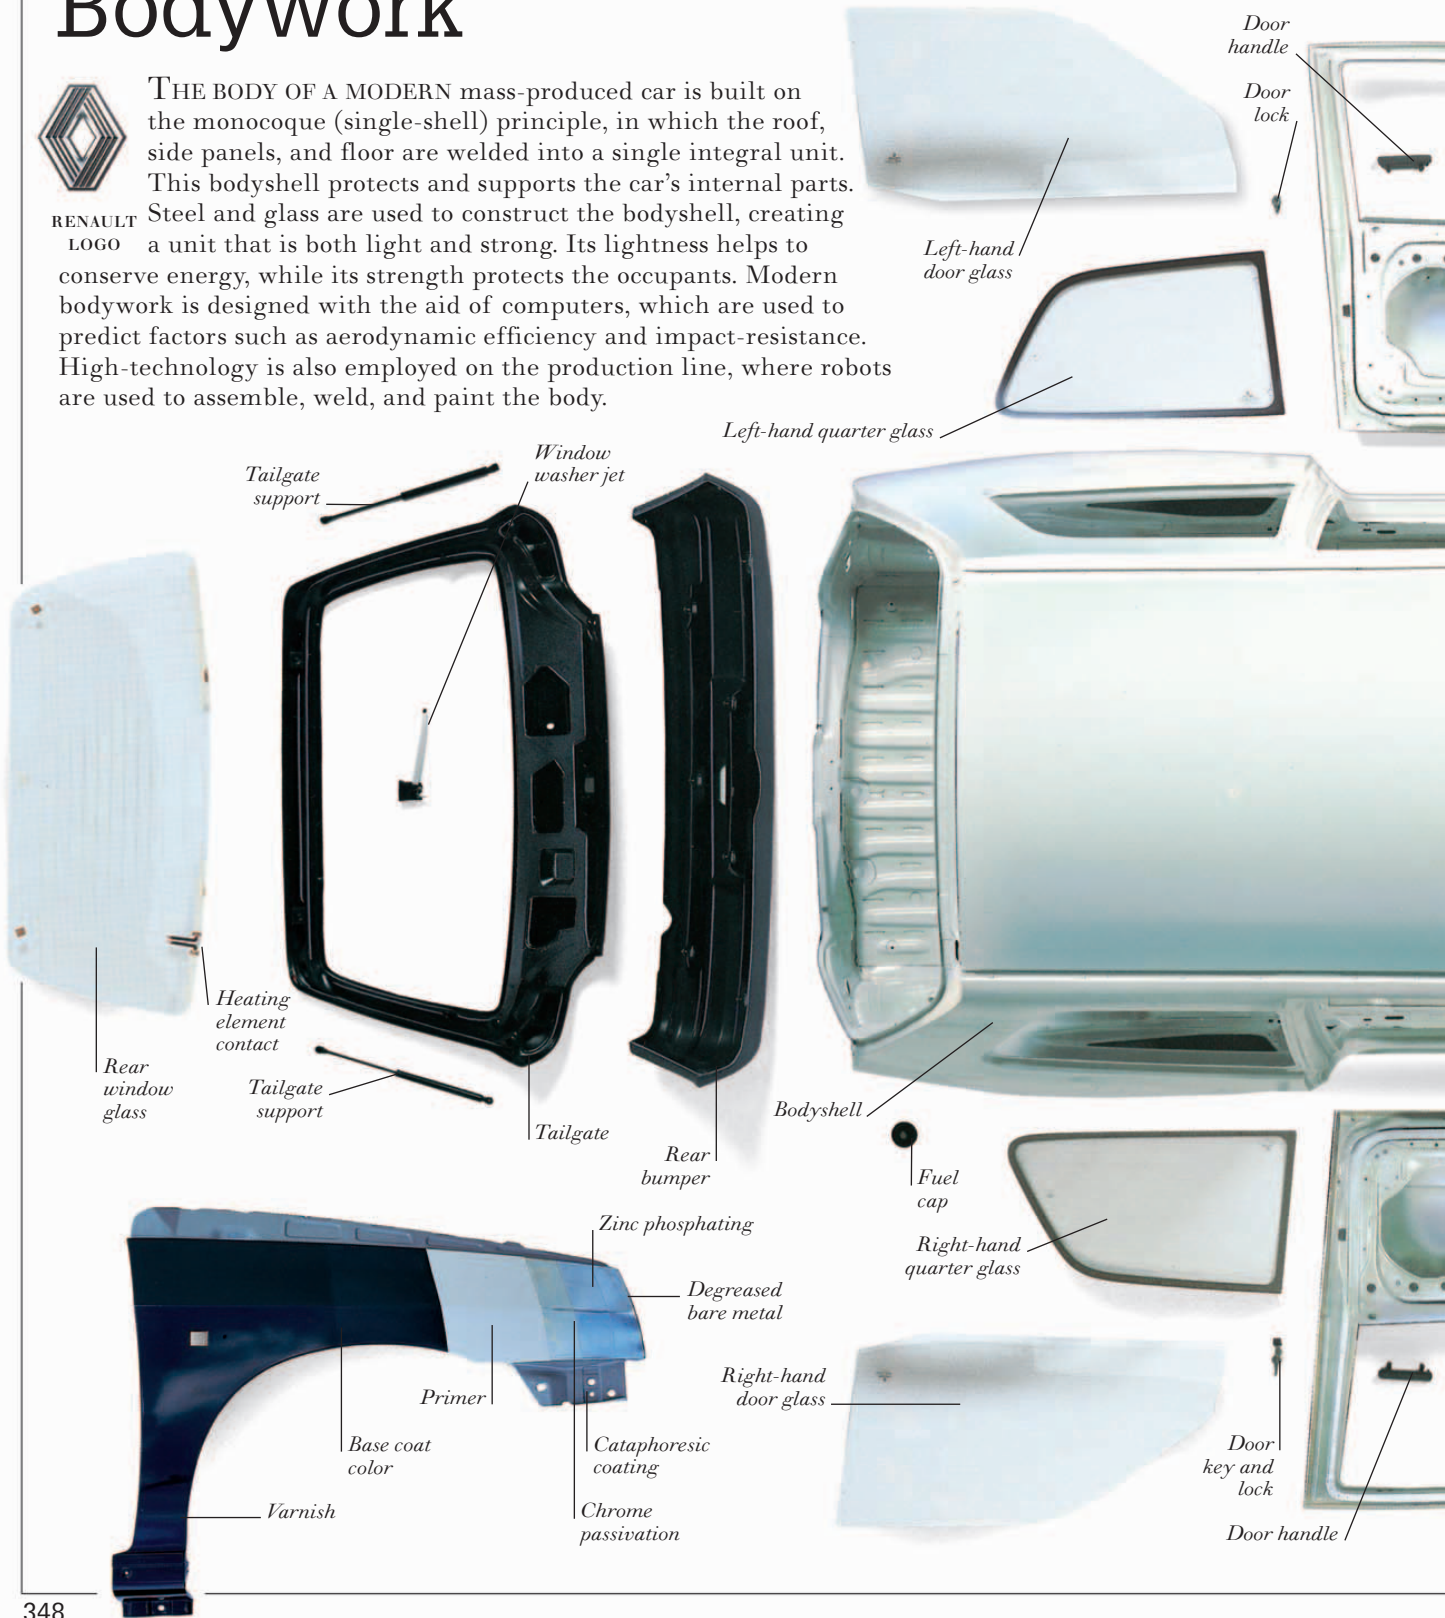 Bodywork
THE BODY OF A MODERN mass-produced car is built on
the monocoque (single-shell) principle, in which the roof,
side panels, and floor are welded into a single integral unit.
This bodyshell protects and supports the car's internal parts.
Steel and glass are used to construct the bodyshell, creating
a unit that is both light and strong. Its lightness helps to
conserve energy, while its strength protects the occupants. Modern
bodywork is designed with the aid of computers, which are used to
predict factors such as aerodynamic efficiency and impact-resistance.
High-technology is also employed on the production line, where robots
are used to assemble, weld, and paint the body.
RENAULT
LOGO
Door
handle
Door
lock
Left-hand
door glass
Left-hand quarter glass
Tailgate
support
Window
washer jet
Heating
element
contact
Rear
window
glass
Tailgate
support
Tailgate
Rear
bumper
Bodyshell
Fuel
cap
Right-hand
quarter glass
Zinc phosphating
Degreased
bare metal
Primer
Base coat
color
Varnish
Cataphoresic
coating
Chrome
passivation
Right-hand
door glass
Door
key and
lock
Door handle
348